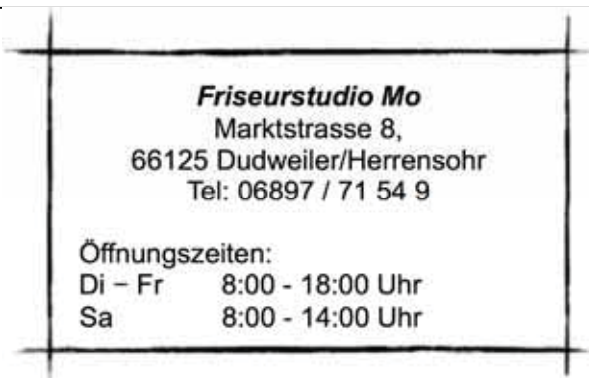 Friseurstudio Mo
Marktstrasse 8,
66125 Dudweiler/Herrensohr
Tel: 06897 / 71 54 9
Öffnungszeiten:
Di – Fr 8:00 - 18:00 Uhr
Sa 8:00 - 14:00 Uhr